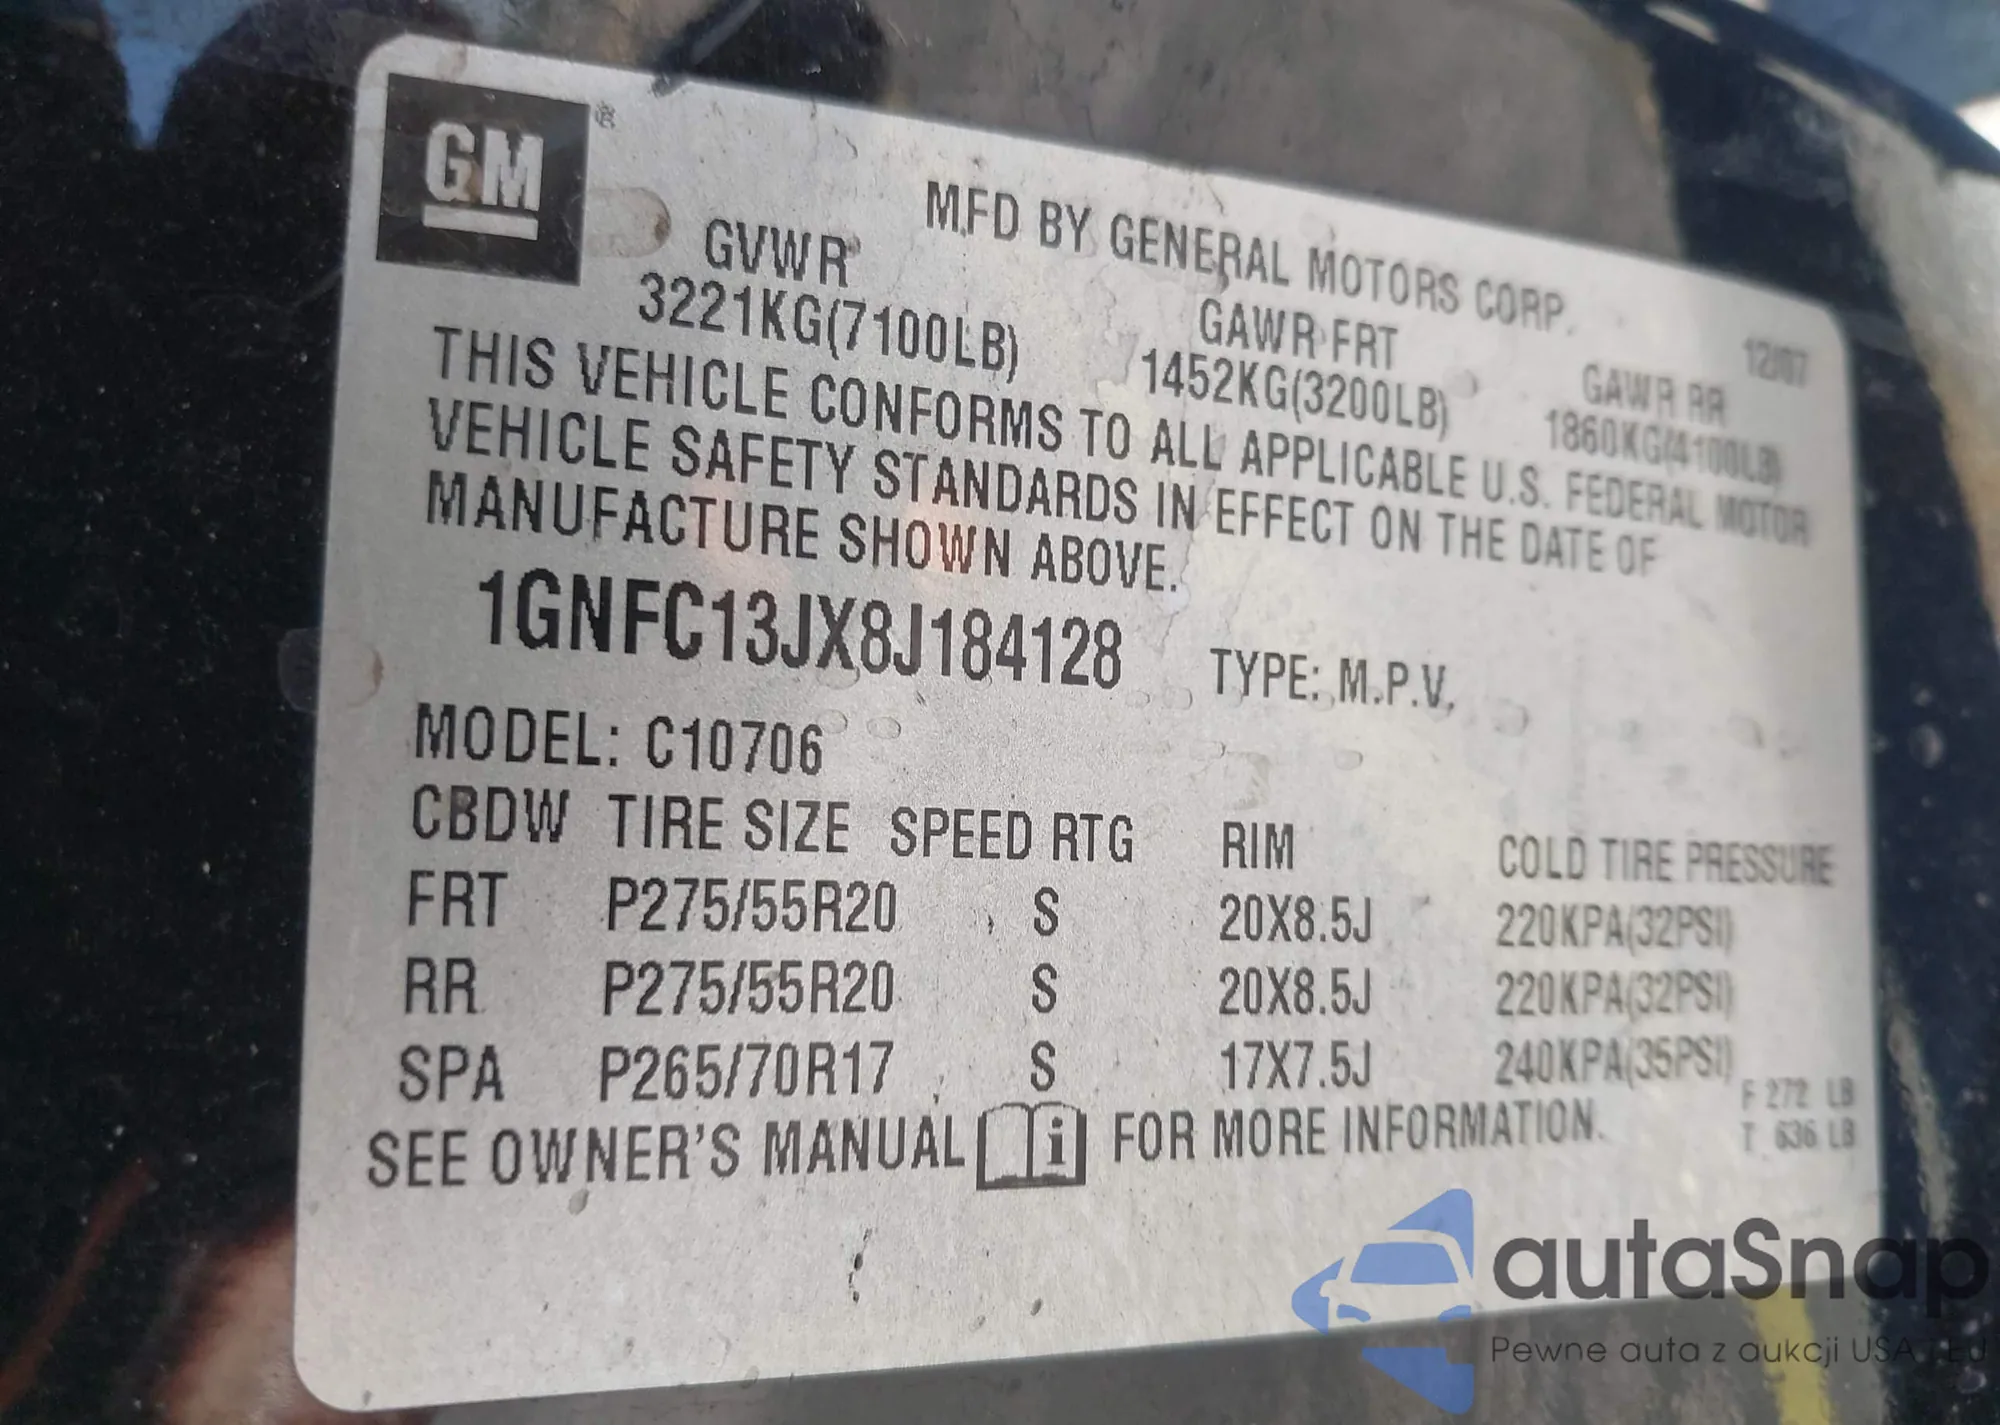 GM ®
MFD BY GENERAL MOTORS CORP.
12/07
GVWR GAWR FRT GAWR RR
3221KG(7100LB) 1452KG(3200LB) 1860KG(4100LB)
THIS VEHICLE CONFORMS TO ALL APPLICABLE U.S. FEDERAL MOTOR
VEHICLE SAFETY STANDARDS IN EFFECT ON THE DATE OF
MANUFACTURE SHOWN ABOVE.
1GNFC13JX8J184128 TYPE: M.P.V.
MODEL: C10706
CBDW TIRE SIZE SPEED RTG RIM COLD TIRE PRESSURE
FRT P275/55R20 S 20X8.5J 220KPA(32PSI)
RR P275/55R20 S 20X8.5J 220KPA(32PSI)
SPA P265/70R17 S 17X7.5J 240KPA(35PSI)
F 272 LB
T 636 LB
SEE OWNER'S MANUAL i FOR MORE INFORMATION.
autaSnap
Pewne auta z aukcji USA i EU